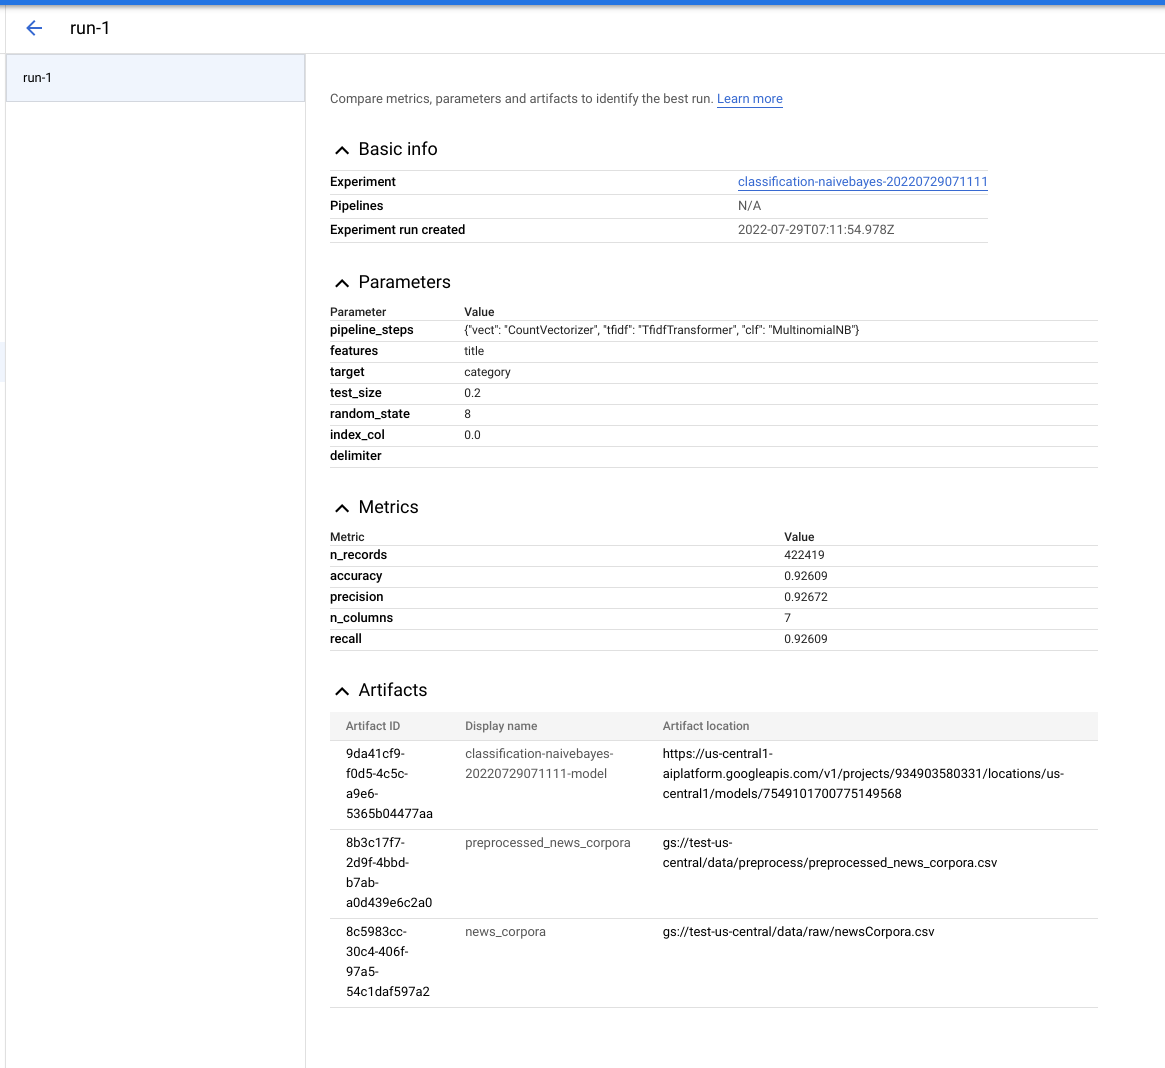 run-1
run-1
Compare metrics, parameters and artifacts to identify the best run. Learn more
Basic info
Experiment classification-naivebayes-20220729071111
Pipelines N/A
Experiment run created 2022-07-29T07:11:54.978Z
Parameters
Parameter Value
pipeline_steps {"vect": "CountVectorizer", "tfidf": "TfidfTransformer", "clf": "MultinomialNB"}
features title
target category
test_size 0.2
random_state 8
index_col 0.0
delimiter
Metrics
Metric Value
n_records 422419
accuracy 0.92609
precision 0.92672
n_columns 7
recall 0.92609
Artifacts
Artifact ID Display name Artifact location
9da41cf9- classification-naivebayes- https://us-central1-
f0d5-4c5c- 20220729071111-model aiplatform.googleapis.com/v1/projects/934903580331/locations/us-
a9e6- central1/models/7549101700775149568
5365b04477aa
8b3c17f7- preprocessed_news_corpora gs://test-us-
2d9f-4bbd- central/data/preprocess/preprocessed_news_corpora.csv
b7ab-
a0d439e6c2a0
8c5983cc- news_corpora gs://test-us-central/data/raw/newsCorpora.csv
30c4-406f-
97a5-
54c1daf597a2